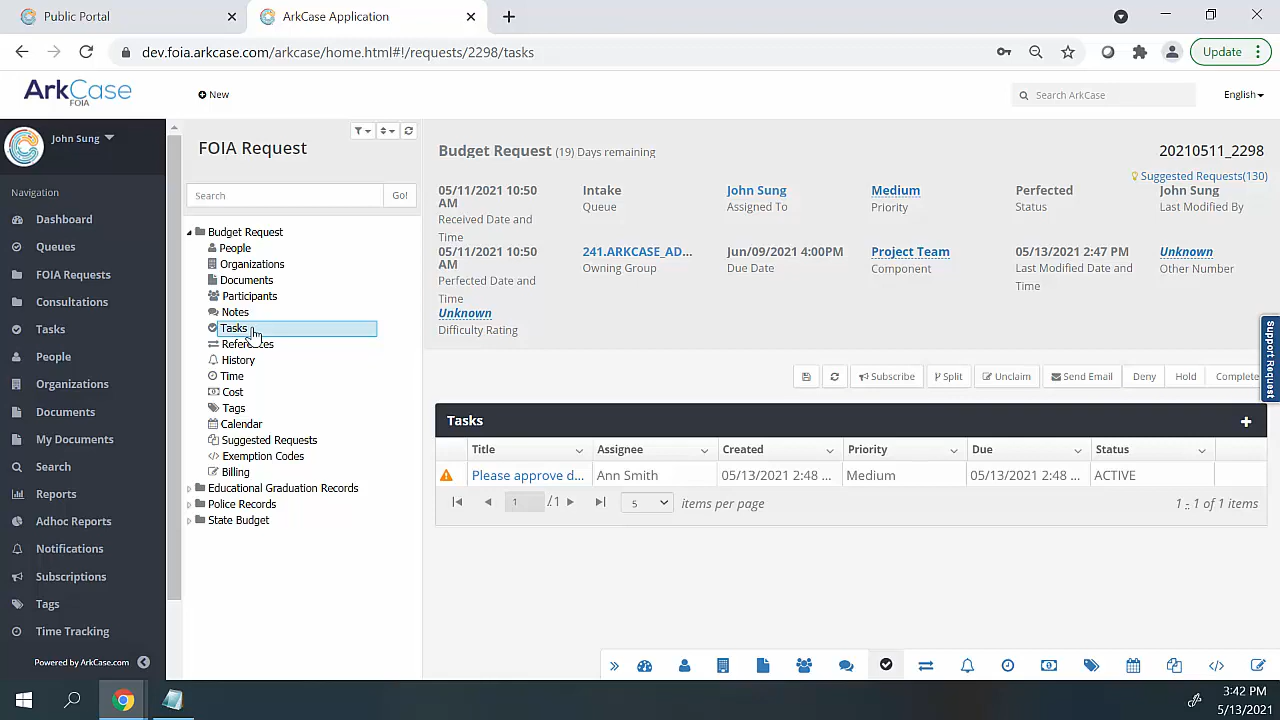 Public Portal
ArkCase Application
dev.foia.arkcase.com/arkcase/home.html#!/requests/2298/tasks
Update
ArkCase
FOIA
New
Search ArkCase
English
John Sung
Navigation
Dashboard
Queues
FOIA Requests
Consultations
Tasks
People
Organizations
Documents
My Documents
Search
Reports
Adhoc Reports
Notifications
Subscriptions
Tags
Time Tracking
Powered by ArkCase.com
FOIA Request
Search
Go!
Budget Request
People
Organizations
Documents
Participants
Notes
Tasks
References
History
Time
Cost
Tags
Calendar
Suggested Requests
Exemption Codes
Billing
Educational Graduation Records
Police Records
State Budget
Budget Request (19) Days remaining
20210511_2298
Suggested Requests(130)
05/11/2021 10:50 AM
Received Date and Time
Intake
Queue
John Sung
Assigned To
Medium
Priority
Perfected
Status
John Sung
Last Modified By
05/11/2021 10:50 AM
Perfected Date and Time
241.ARKCASE_AD...
Owning Group
Jun/09/2021 4:00PM
Due Date
Project Team
Component
05/13/2021 2:47 PM
Last Modified Date and Time
Unknown
Other Number
Unknown
Difficulty Rating
Support Request
Subscribe
Split
Unclaim
Send Email
Deny
Hold
Complete
Tasks
Title Assignee Created Priority Due Status
Please approve d... Ann Smith 05/13/2021 2:48 ... Medium 05/13/2021 2:48 ... ACTIVE
1 / 1 5 items per page 1 - 1 of 1 items
3:42 PM
5/13/2021